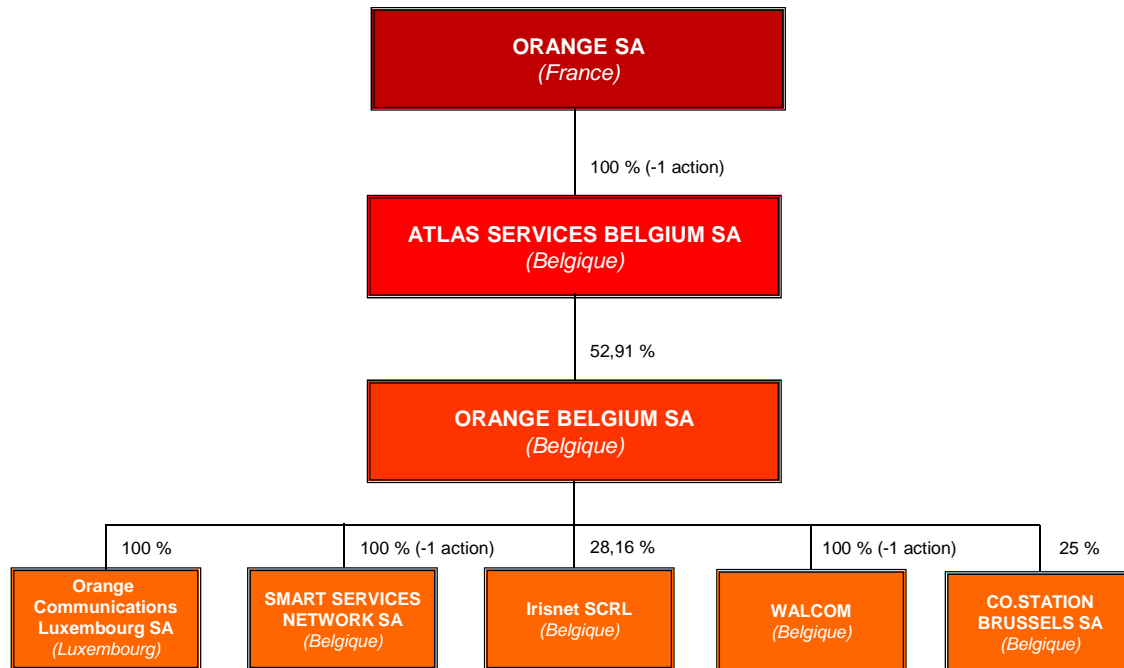 ORANGE SA
(France)
100 % (-1 action)
ATLAS SERVICES BELGIUM SA
(Belgique)
52,91 %
ORANGE BELGIUM SA
(Belgique)
100 %
100 % (-1 action)
28,16 %
100 % (-1 action)
25 %
Orange
Communications
Luxembourg SA
(Luxembourg)
SMART SERVICES
NETWORK SA
(Belgique)
Irisnet SCRL
(Belgique)
WALCOM
(Belgique)
CO.STATION
BRUSSELS SA
(Belgique)